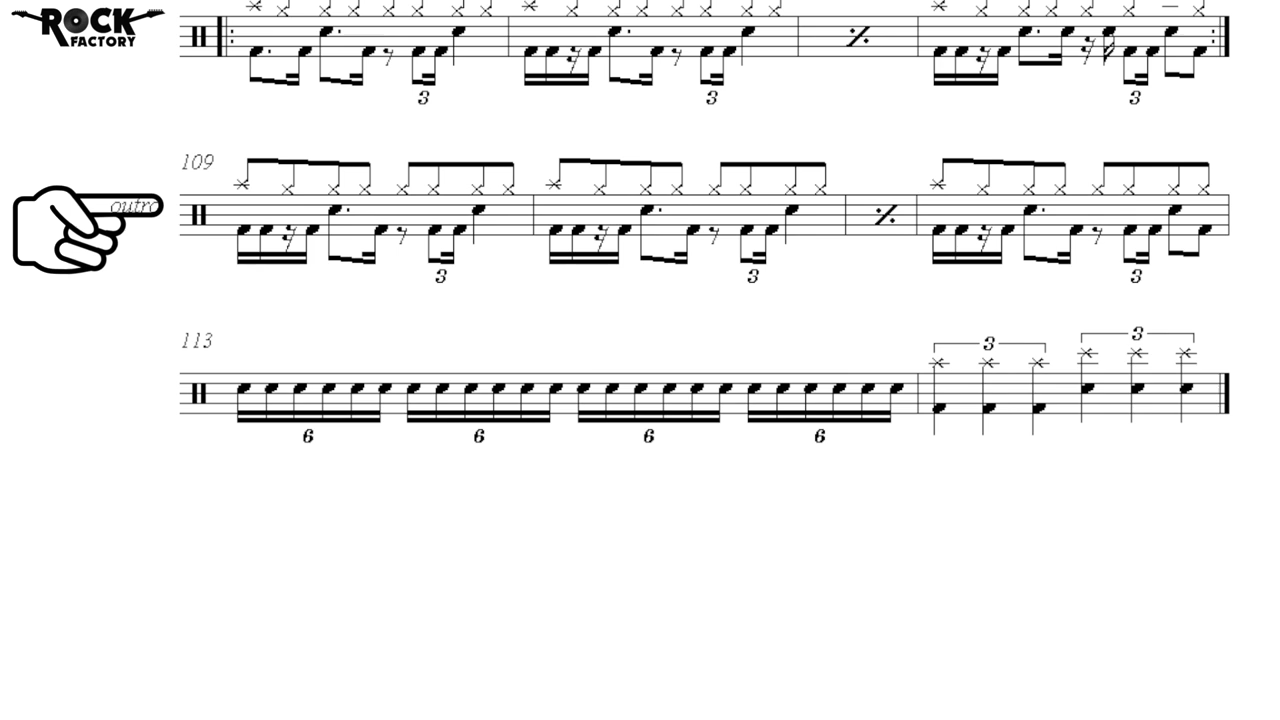 ROCK
FACTORY
3 3 3
109
outro
3 3 3
113
3 3
6 6 6 6